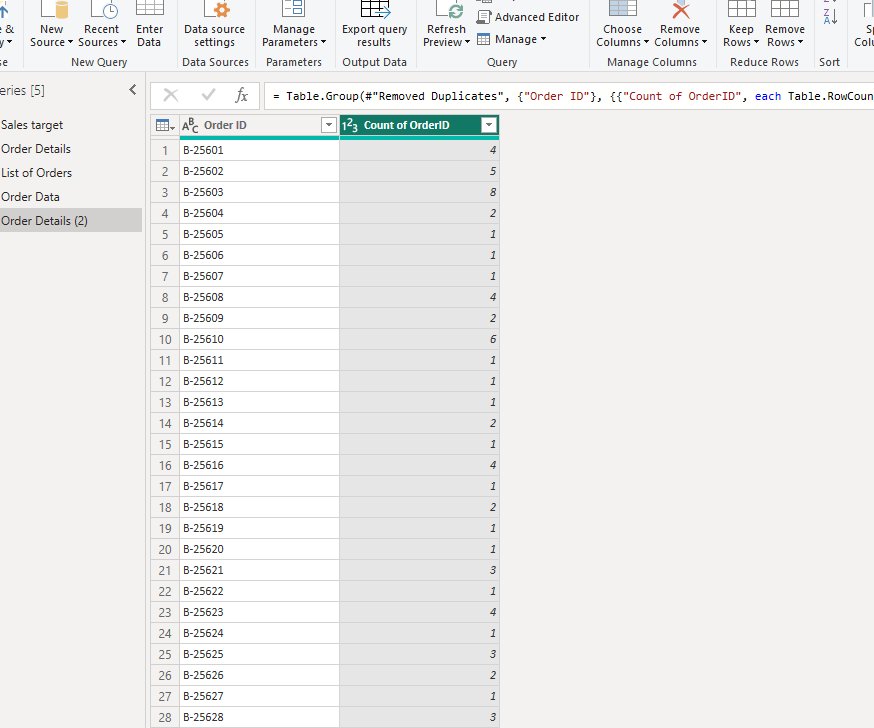 New Source
Recent Sources
Enter Data
Data source settings
Manage Parameters
Export query results
Refresh Preview
Advanced Editor
Manage
Choose Columns
Remove Columns
Keep Rows
Remove Rows
New Query
Data Sources
Parameters
Output Data
Query
Manage Columns
Reduce Rows
Sort
eries [5]
Sales target
Order Details
List of Orders
Order Data
Order Details (2)
fx
= Table.Group(#"Removed Duplicates", {"Order ID"}, {{"Count of OrderID", each Table.RowCoun
ABC Order ID 123 Count of OrderID
1 B-25601 4
2 B-25602 5
3 B-25603 8
4 B-25604 2
5 B-25605 1
6 B-25606 1
7 B-25607 1
8 B-25608 4
9 B-25609 2
10 B-25610 6
11 B-25611 1
12 B-25612 1
13 B-25613 1
14 B-25614 2
15 B-25615 1
16 B-25616 4
17 B-25617 1
18 B-25618 2
19 B-25619 1
20 B-25620 1
21 B-25621 3
22 B-25622 1
23 B-25623 4
24 B-25624 1
25 B-25625 3
26 B-25626 2
27 B-25627 1
28 B-25628 3